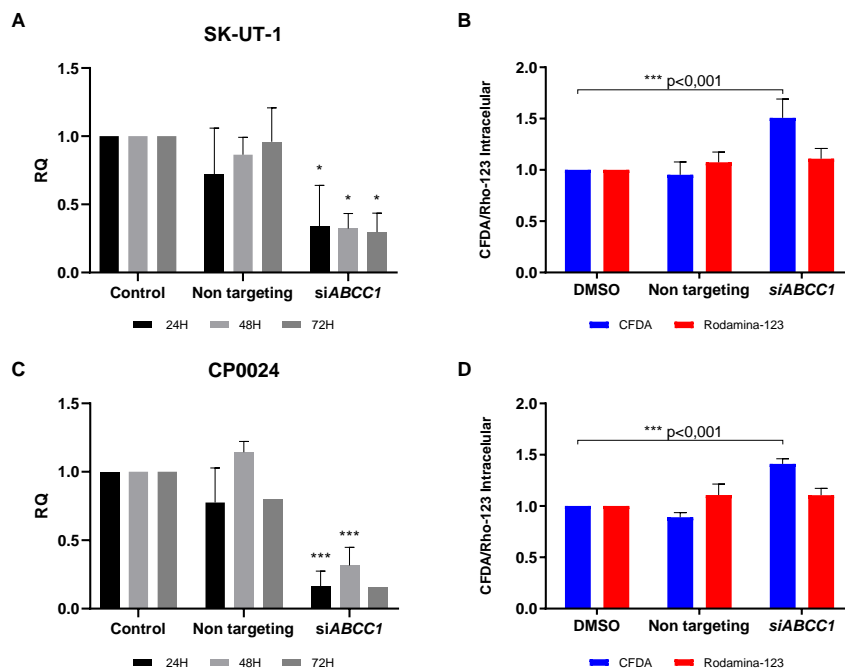 A
SK-UT-1
RQ
1.5
1.0
0.5
0.0
*
*
*
Control
Non targeting
siABCC1
24H
48H
72H
B
CFDA/Rho-123 Intracelular
2.0
1.5
1.0
0.5
0.0
*** p<0,001
DMSO
Non targeting
siABCC1
CFDA
Rodamina-123
C
CP0024
RQ
1.5
1.0
0.5
0.0
***
***
Control
Non targeting
siABCC1
24H
48H
72H
D
CFDA/Rho-123 Intracelular
2.0
1.5
1.0
0.5
0.0
*** p<0,001
DMSO
Non targeting
siABCC1
CFDA
Rodamina-123